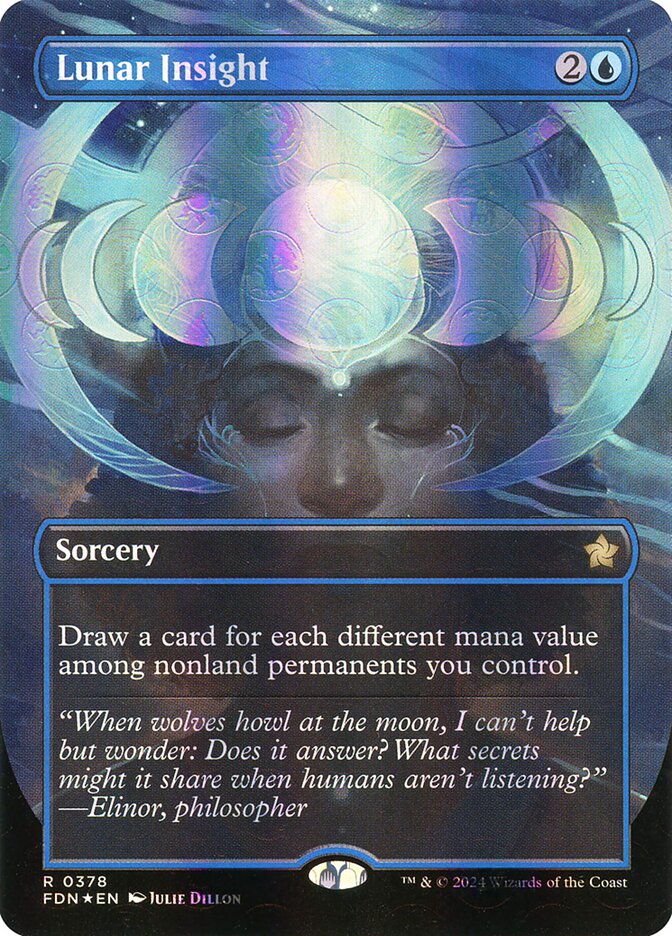 Lunar Insight 2
Sorcery
Draw a card for each different mana value
among nonland permanents you control.
“When wolves howl at the moon, I can’t help
but wonder: Does it answer? What secrets
might it share when humans aren’t listening?”
—Elinor, philosopher
R 0378
FDN★EN Julie Dillon
™ & © 2024 Wizards of the Coast